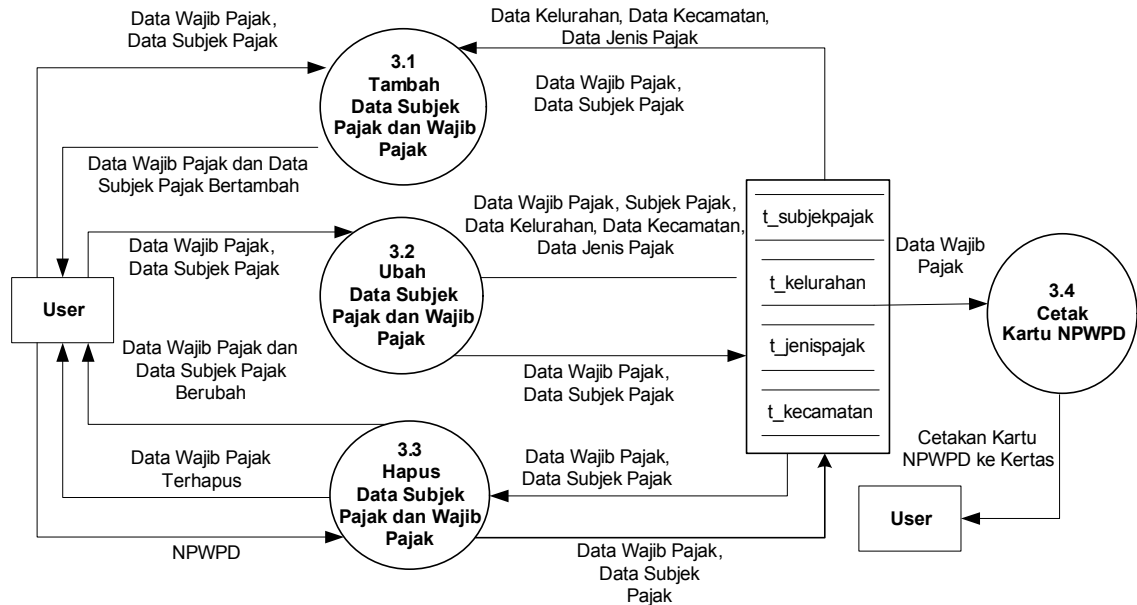 Data Wajib Pajak,
Data Subjek Pajak
Data Kelurahan, Data Kecamatan,
Data Jenis Pajak
3.1
Tambah
Data Subjek
Pajak dan Wajib
Pajak
Data Wajib Pajak,
Data Subjek Pajak
Data Wajib Pajak dan Data
Subjek Pajak Bertambah
Data Wajib Pajak, Subjek Pajak,
Data Kelurahan, Data Kecamatan,
Data Jenis Pajak
Data Wajib Pajak,
Data Subjek Pajak
3.2
Ubah
Data Subjek
Pajak dan Wajib
Pajak
t_subjekpajak
t_kelurahan
t_jenispajak
t_kecamatan
Data Wajib
Pajak
3.4
Cetak
Kartu NPWPD
User
Data Wajib Pajak dan
Data Subjek Pajak
Berubah
Data Wajib Pajak,
Data Subjek Pajak
Data Wajib Pajak
Terhapus
3.3
Hapus
Data Subjek
Pajak dan Wajib
Pajak
Data Wajib Pajak,
Data Subjek Pajak
Cetakan Kartu
NPWPD ke Kertas
User
NPWPD
Data Wajib Pajak,
Data Subjek
Pajak